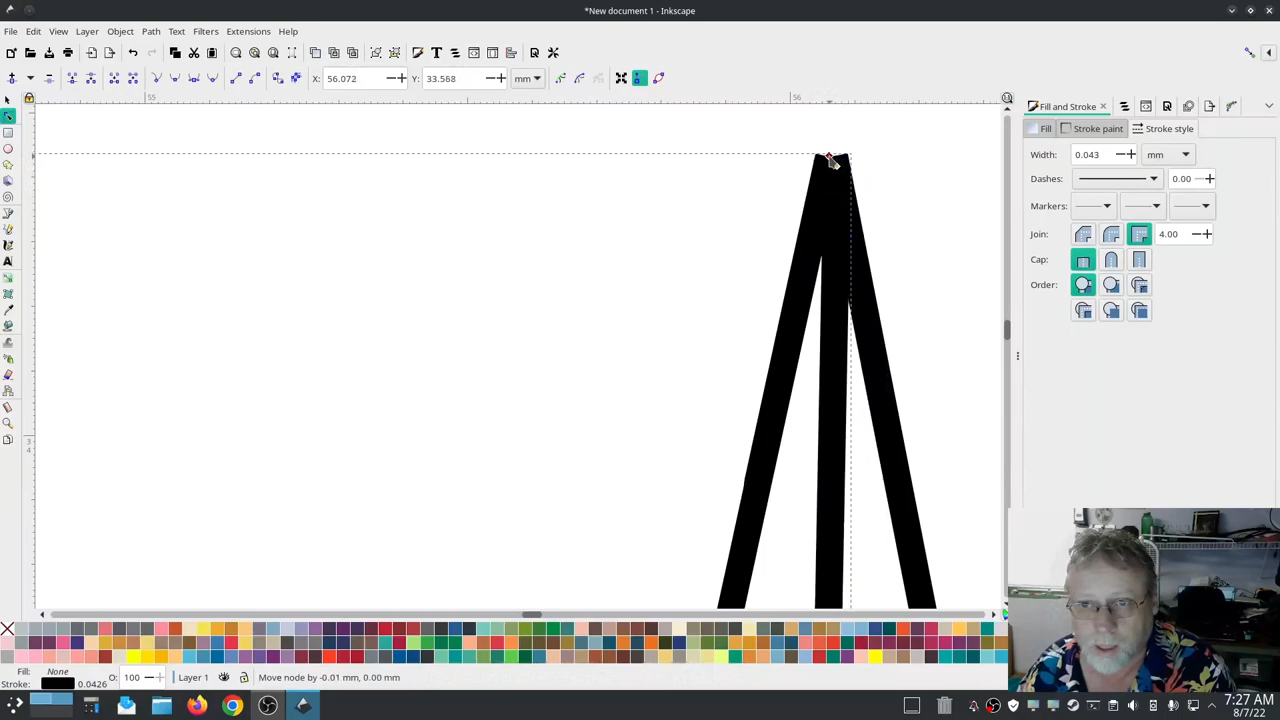 *New document 1 - Inkscape
File Edit View Layer Object Path Text Filters Extensions Help
X: 56.072 Y: 33.568 mm
55 56
Fill and Stroke
Fill Stroke paint Stroke style
Width: 0.043 mm
Dashes: 0.00
Markers:
Join: 4.00
Cap:
Order:
34
Fill: None O: 100 Layer 1 Move node by -0.01 mm, 0.00 mm
Stroke: 0.0426
7:27 AM
8/7/22